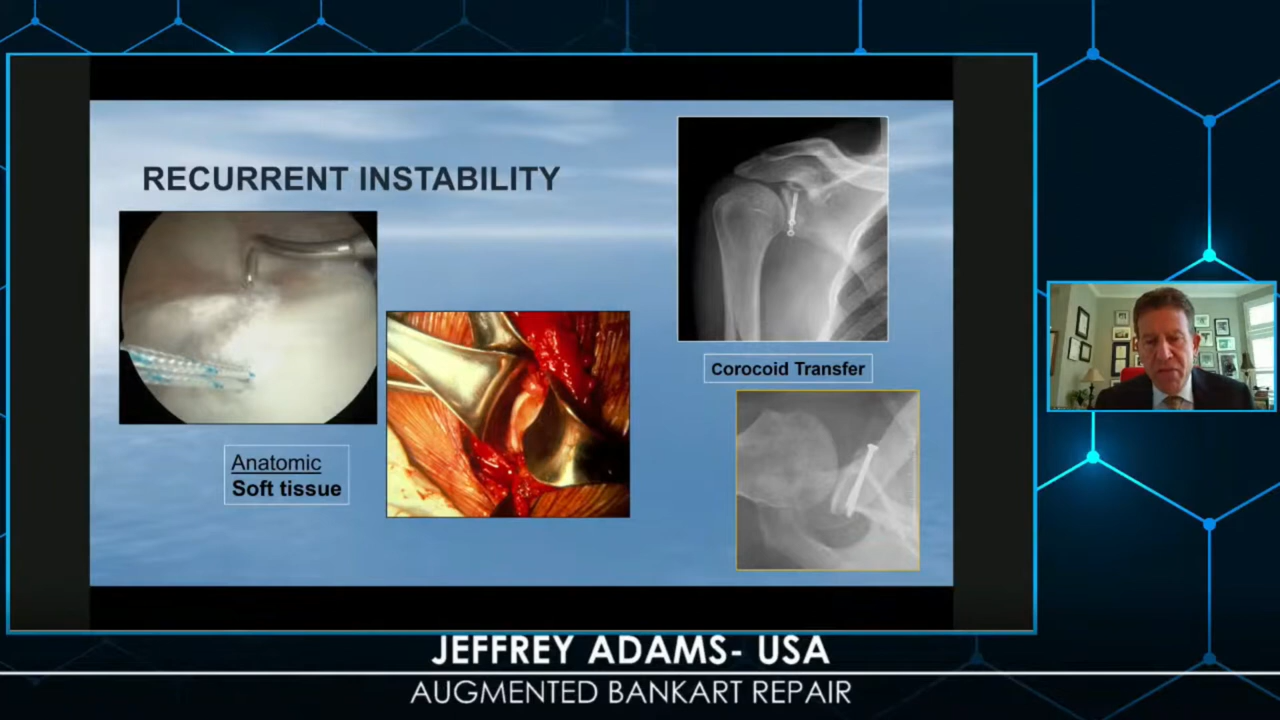 RECURRENT INSTABILITY
Corocoid Transfer
Anatomic
Soft tissue
JEFFREY ADAMS- USA
AUGMENTED BANKART REPAIR